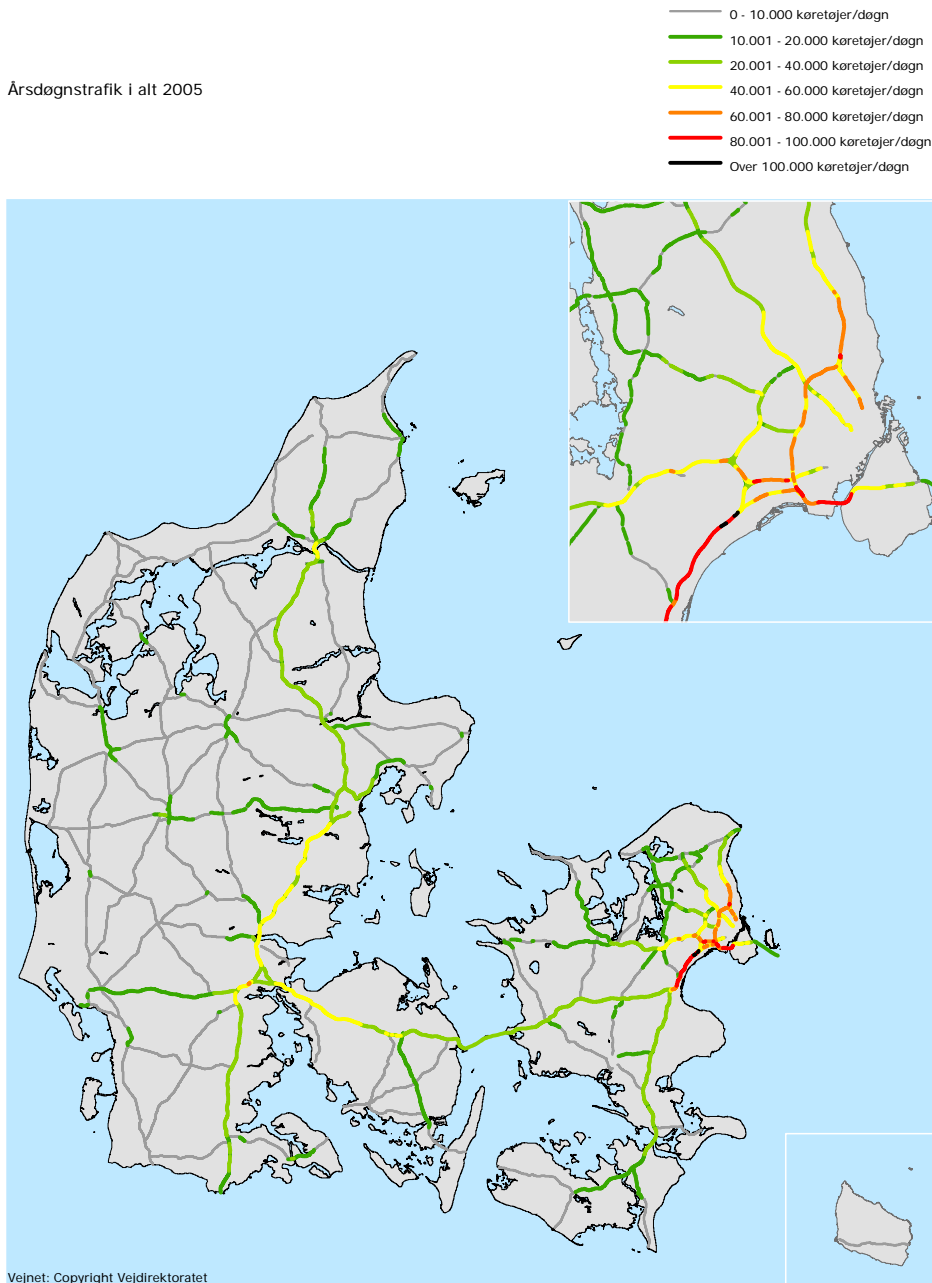 0 - 10.000 køretøjer/døgn
10.001 - 20.000 køretøjer/døgn
20.001 - 40.000 køretøjer/døgn
40.001 - 60.000 køretøjer/døgn
60.001 - 80.000 køretøjer/døgn
80.001 - 100.000 køretøjer/døgn
Over 100.000 køretøjer/døgn
Årsdøgnstrafik i alt 2005
Vejnet: Copyright Vejdirektoratet